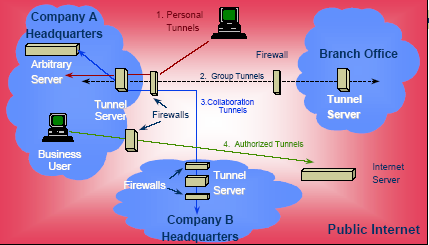 Company A
Headquarters
1. Personal
Tunnels
Arbitrary
Server
Firewall
Branch Office
2. Group Tunnels
Tunnel
Server
Tunnel
Server
3.Collaboration
Tunnels
Firewalls
4. Authorized Tunnels
Business
User
Internet
Server
Firewalls
Tunnel
Server
Company B
Headquarters
Public Internet